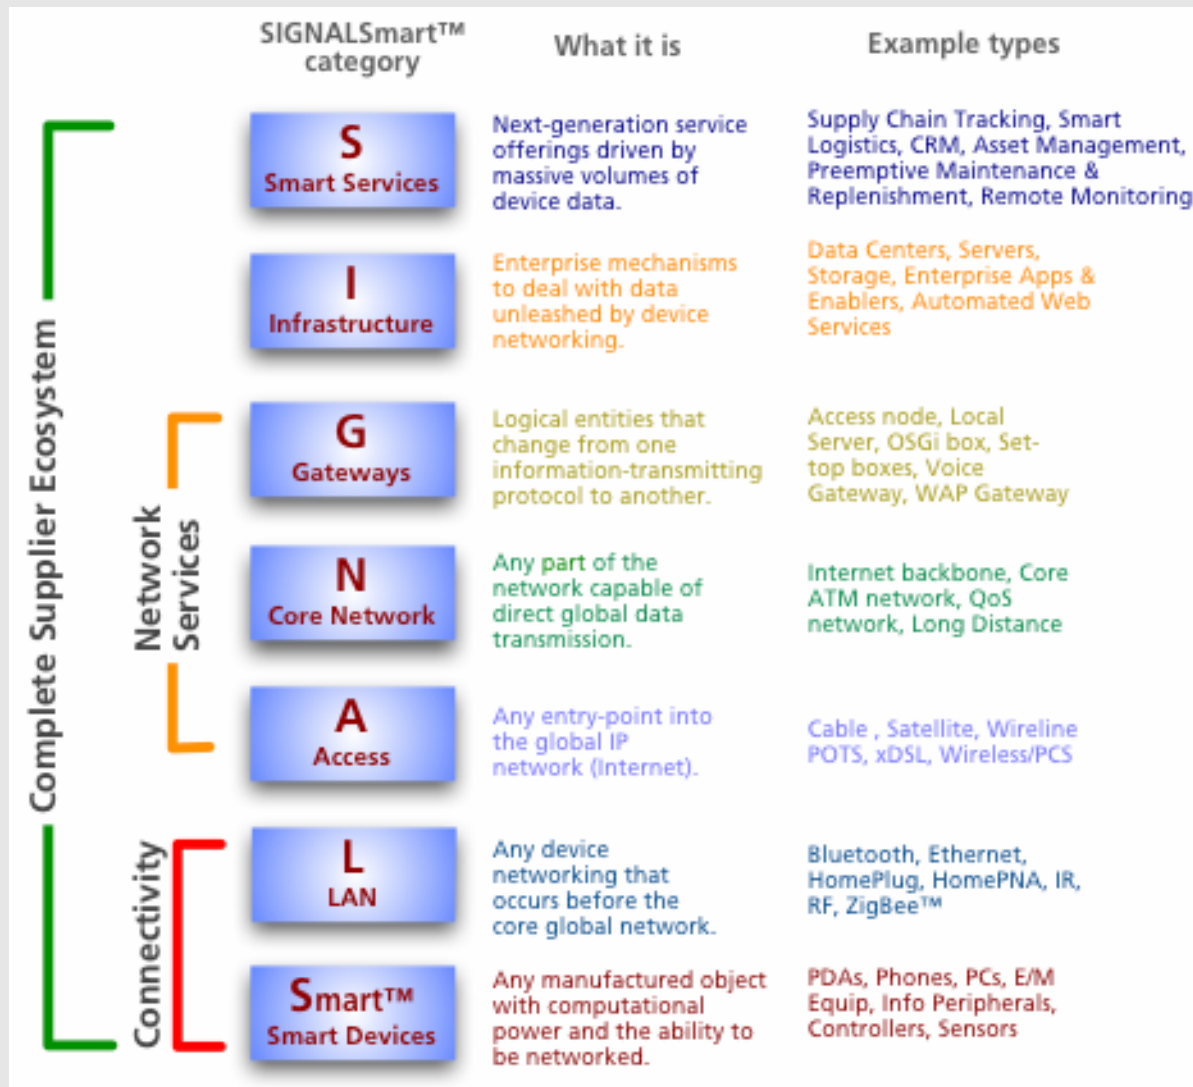 SIGNALSmart™
category
What it is
Example types
Complete Supplier Ecosystem
Network
Services
Connectivity
S
Smart Services
Next-generation service
offerings driven by
massive volumes of
device data.
Supply Chain Tracking, Smart
Logistics, CRM, Asset Management,
Preemptive Maintenance &
Replenishment, Remote Monitoring
I
Infrastructure
Enterprise mechanisms
to deal with data
unleashed by device
networking.
Data Centers, Servers,
Storage, Enterprise Apps &
Enablers, Automated Web
Services
G
Gateways
Logical entities that
change from one
information-transmitting
protocol to another.
Access node, Local
Server, OSGi box, Set-
top boxes, Voice
Gateway, WAP Gateway
N
Core Network
Any part of the
network capable of
direct global data
transmission.
Internet backbone, Core
ATM network, QoS
network, Long Distance
A
Access
Any entry-point into
the global IP
network (Internet).
Cable , Satellite, Wireline
POTS, xDSL, Wireless/PCS
L
LAN
Any device
networking that
occurs before the
core global network.
Bluetooth, Ethernet,
HomePlug, HomePNA, IR,
RF, ZigBee™
Smart™
Smart Devices
Any manufactured object
with computational
power and the ability to
be networked.
PDAs, Phones, PCs, E/M
Equip, Info Peripherals,
Controllers, Sensors